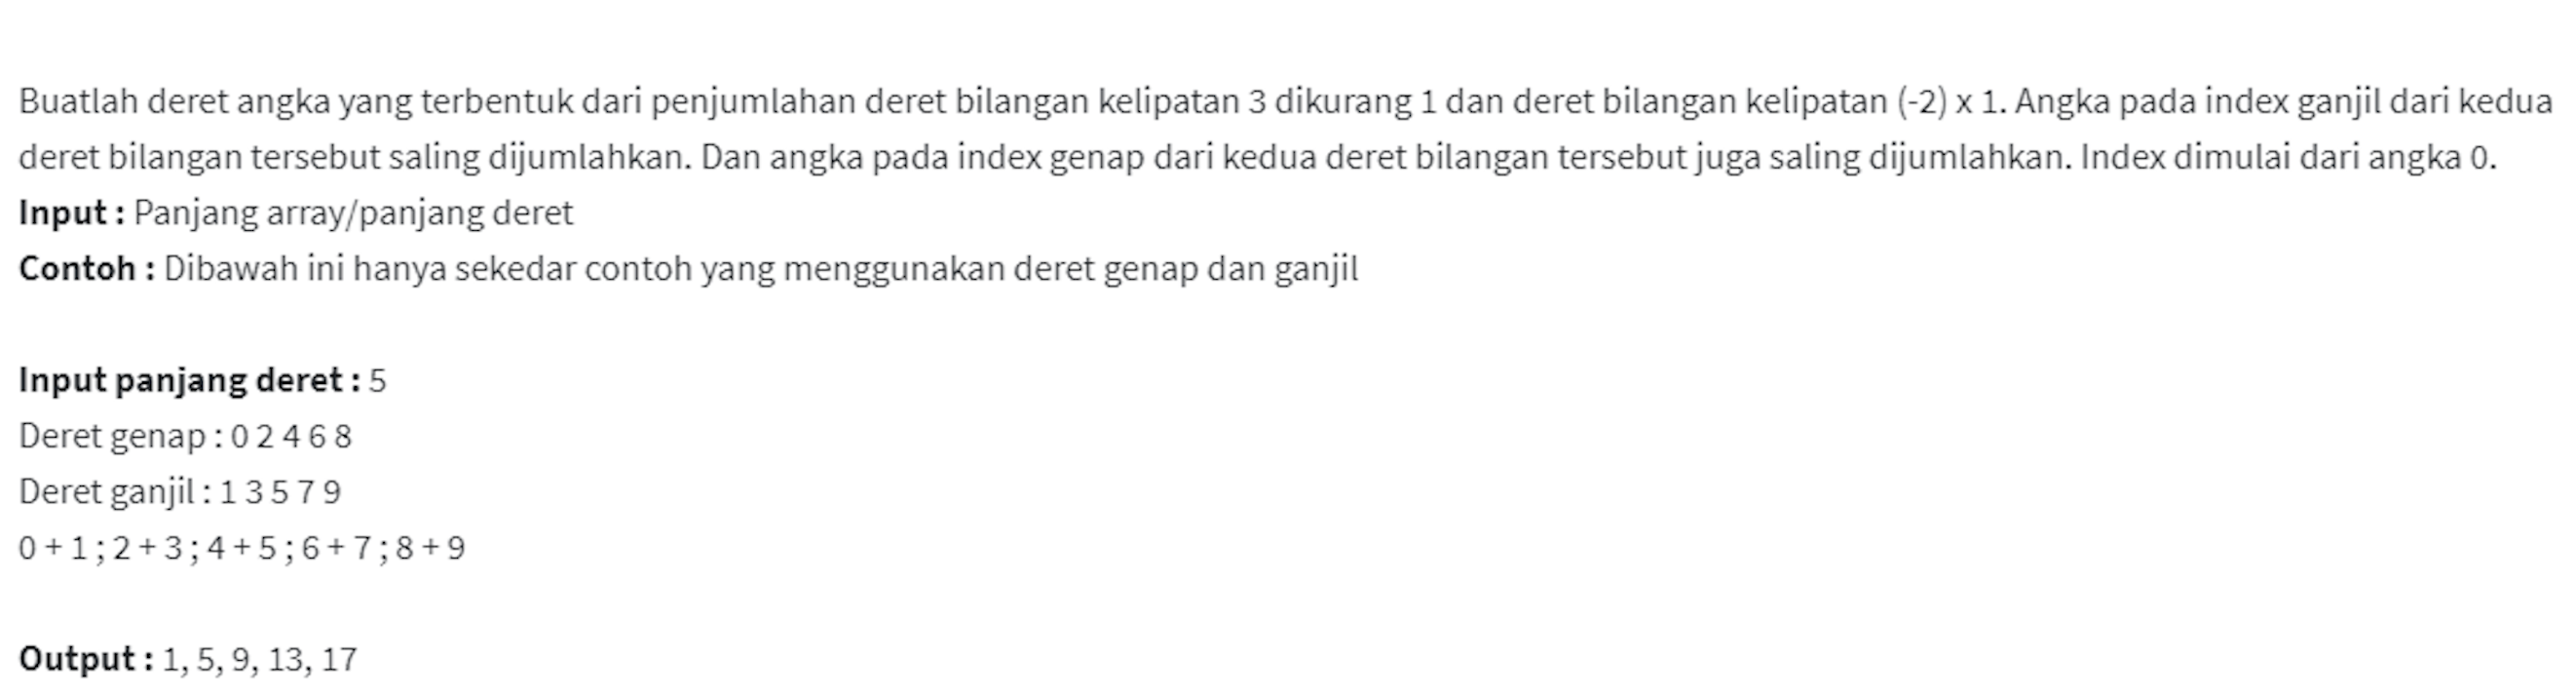 Buatlah deret angka yang terbentuk dari penjumlahan deret bilangan kelipatan 3 dikurang 1 dan deret bilangan kelipatan (-2) x 1. Angka pada index ganjil dari kedua
deret bilangan tersebut saling dijumlahkan. Dan angka pada index genap dari kedua deret bilangan tersebut juga saling dijumlahkan. Index dimulai dari angka 0.
Input : Panjang array/panjang deret
Contoh : Dibawah ini hanya sekedar contoh yang menggunakan deret genap dan ganjil
Input panjang deret : 5
Deret genap : 0 2 4 6 8
Deret ganjil : 1 3 5 7 9
0 + 1 ; 2 + 3 ; 4 + 5 ; 6 + 7 ; 8 + 9
Output : 1, 5, 9, 13, 17